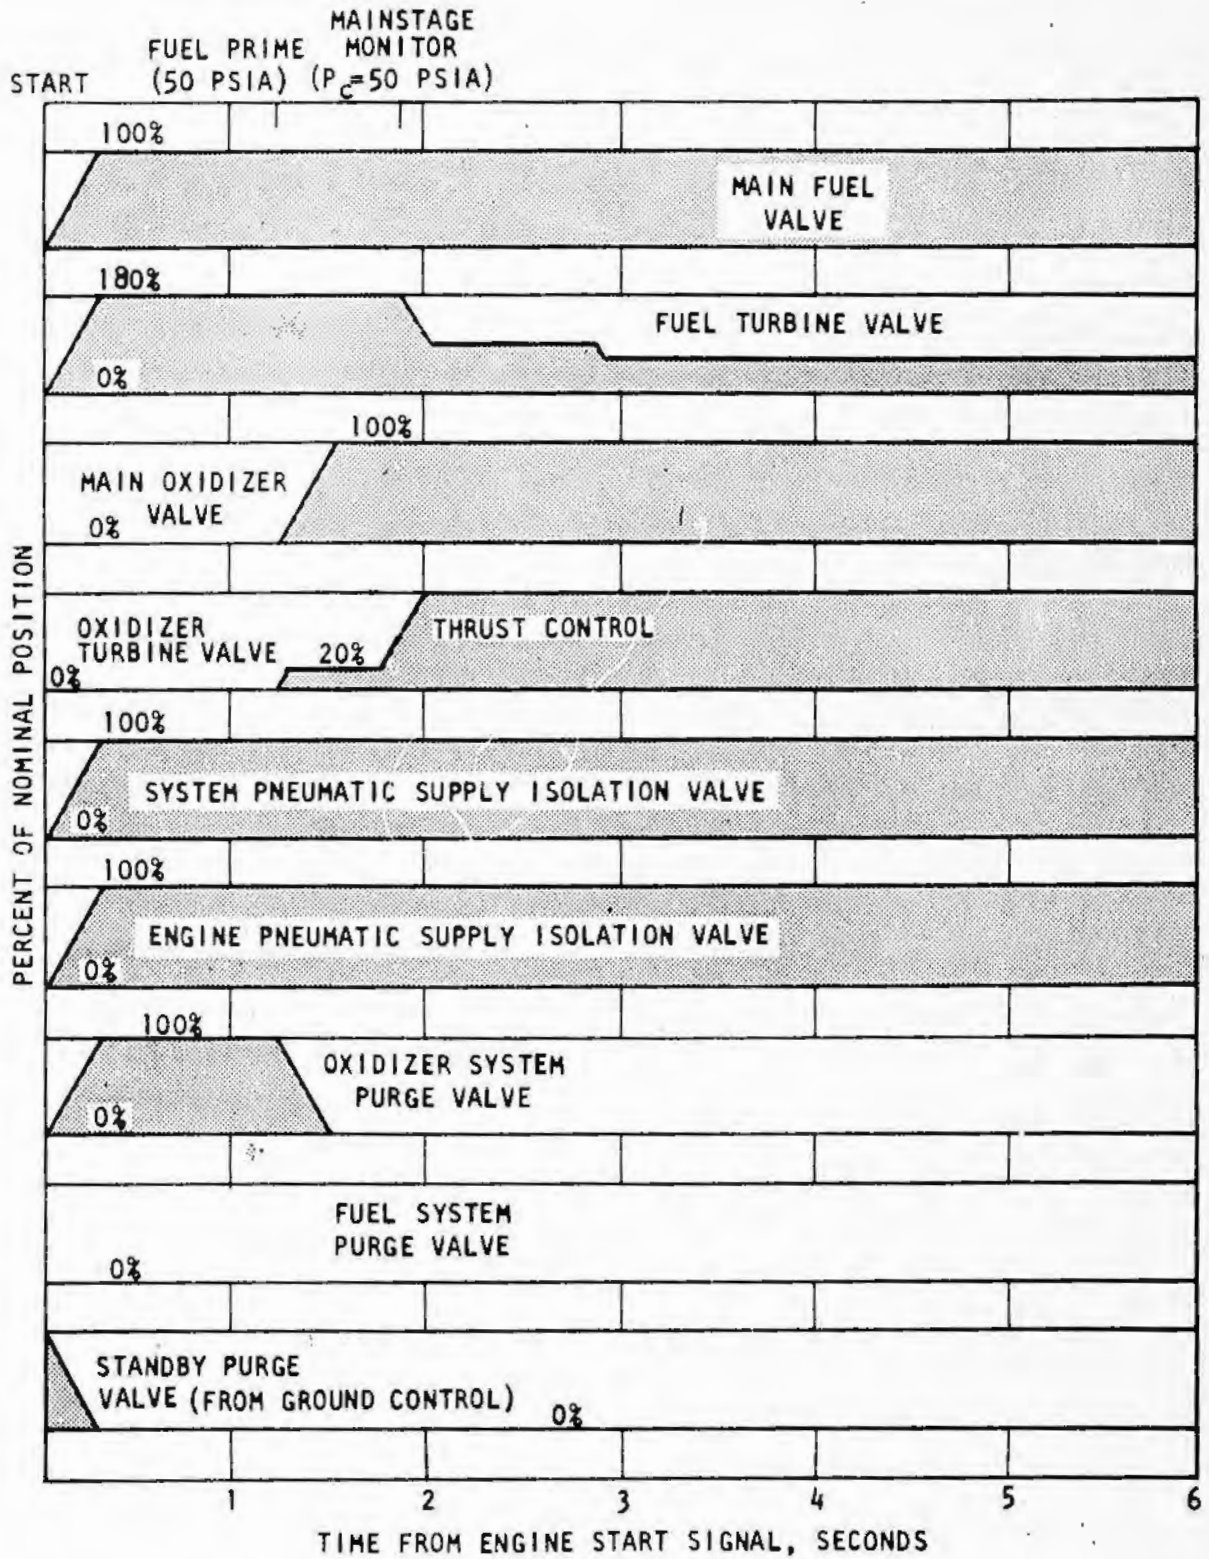 MAINSTAGE
FUEL PRIME MONITOR
START (50 PSIA) (PC=50 PSIA)
100%
MAIN FUEL
VALVE
180%
FUEL TURBINE VALVE
0%
100%
MAIN OXIDIZER
VALVE
0%
OXIDIZER
TURBINE VALVE
20%
THRUST CONTROL
0%
100%
SYSTEM PNEUMATIC SUPPLY ISOLATION VALVE
0%
100%
ENGINE PNEUMATIC SUPPLY ISOLATION VALVE
0%
100%
OXIDIZER SYSTEM
PURGE VALVE
0%
FUEL SYSTEM
PURGE VALVE
0%
STANDBY PURGE
VALVE (FROM GROUND CONTROL) 0%
PERCENT OF NOMINAL POSITION
1 2 3 4 5 6
TIME FROM ENGINE START SIGNAL, SECONDS